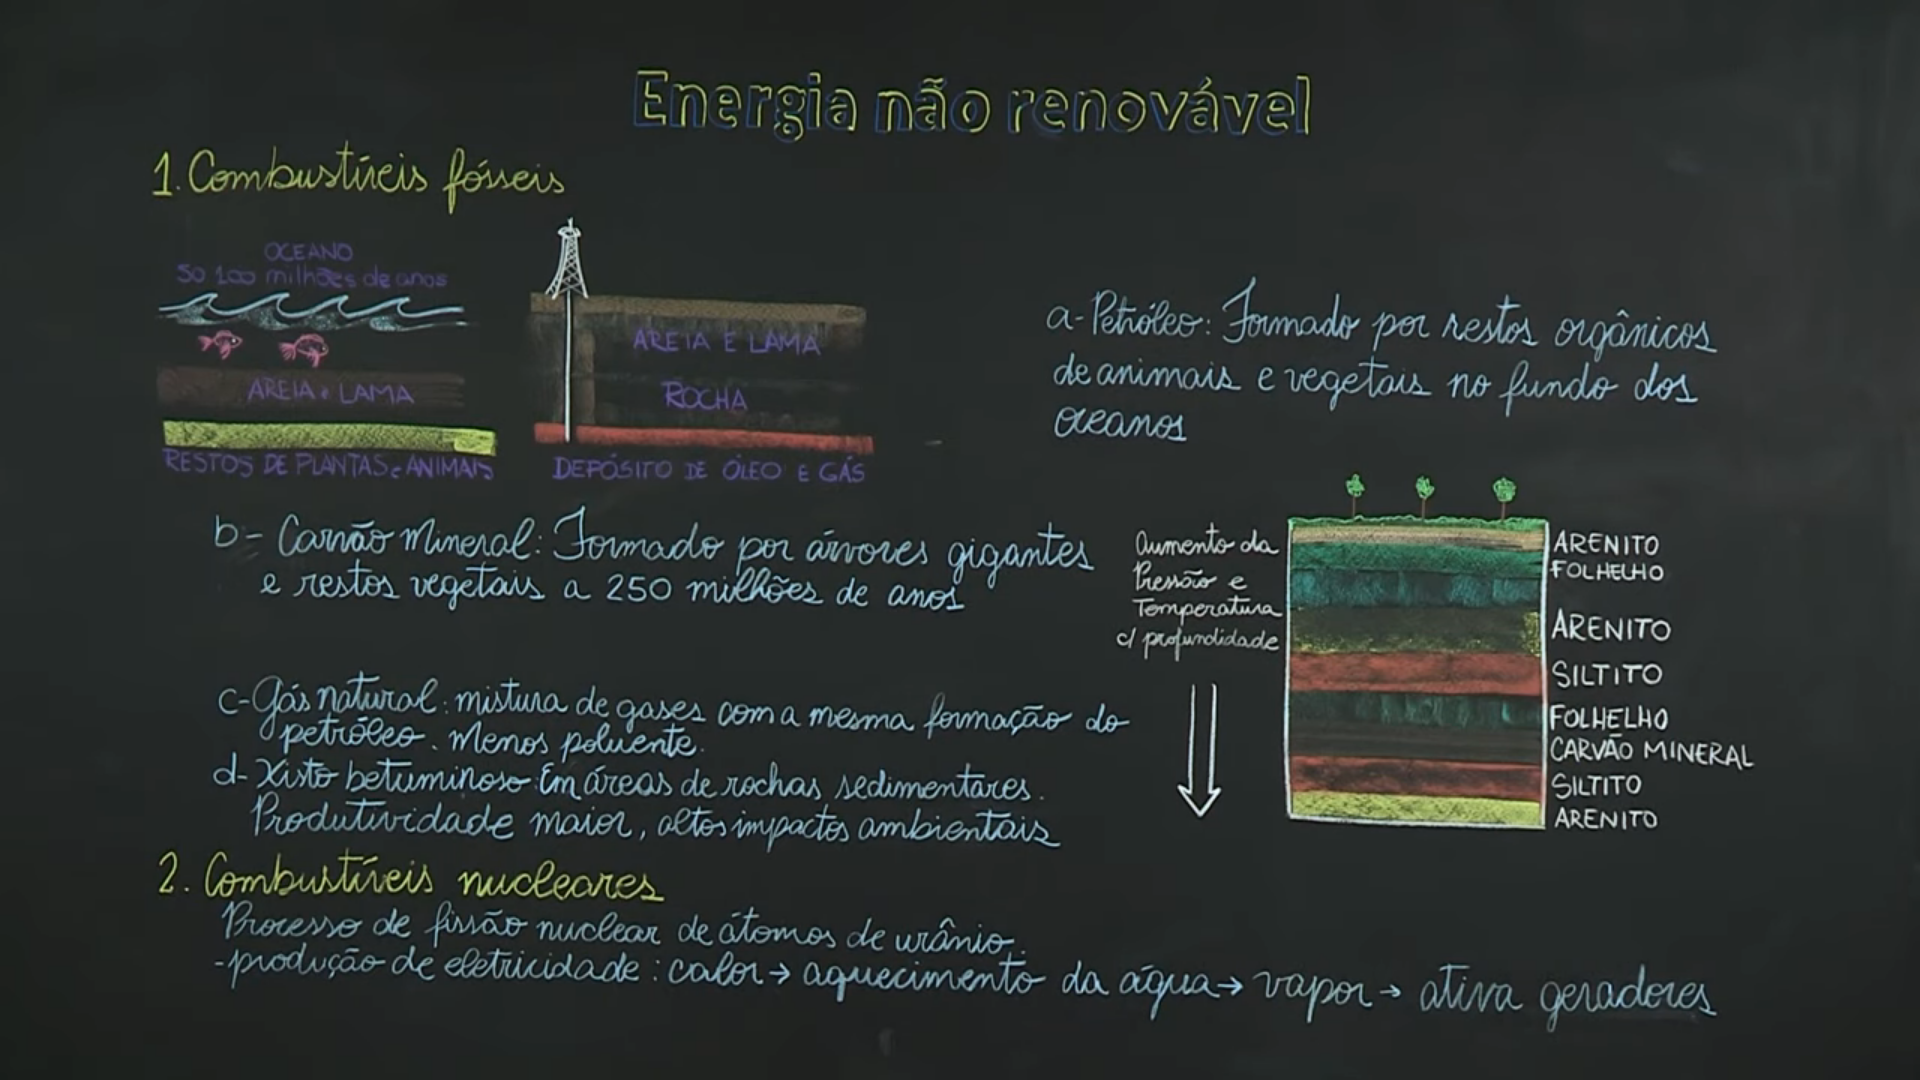 Energia não renovável
1. Combustíveis fósseis
OCEANO
50 100 milhões de anos
AREIA e LAMA
RESTOS DE PLANTAS e ANIMAIS
AREIA E LAMA
ROCHA
DEPÓSITO DE ÓLEO E GÁS
a- Petróleo: Formado por restos orgânicos
de animais e vegetais no fundo dos
oceanos
b- Carvão Mineral: Formado por árvores gigantes
e restos vegetais a 250 milhões de anos
Aumento da
Pressão e
Temperatura
c/ profundidade
ARENITO
FOLHELHO
ARENITO
SILTITO
FOLHELHO
CARVÃO MINERAL
SILTITO
ARENITO
c- Gás natural: mistura de gases com a mesma formação do
petróleo. Menos poluente.
d- Xisto betuminoso: Em áreas de rochas sedimentares.
Produtividade maior, altos impactos ambientais
2. Combustíveis nucleares
Processo de fissão nuclear de átomos de urânio.
-produção de eletricidade: calor → aquecimento da água → vapor → ativa geradores